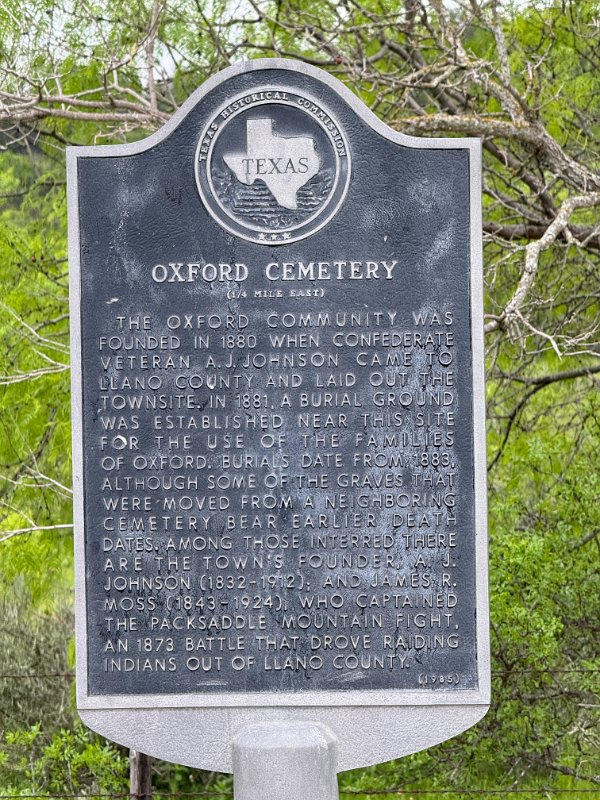 TEXAS HISTORICAL COMMISSION
TEXAS
OXFORD CEMETERY
(1/4 MILE EAST)
THE OXFORD COMMUNITY WAS
FOUNDED IN 1880 WHEN CONFEDERATE
VETERAN A.J. JOHNSON CAME TO
LLANO COUNTY AND LAID OUT THE
TOWNSITE. IN 1881, A BURIAL GROUND
WAS ESTABLISHED NEAR THIS SITE
FOR THE USE OF THE FAMILIES
OF OXFORD. BURIALS DATE FROM 1883,
ALTHOUGH SOME OF THE GRAVES THAT
WERE MOVED FROM A NEIGHBORING
CEMETERY BEAR EARLIER DEATH
DATES. AMONG THOSE INTERRED THERE
ARE THE TOWN'S FOUNDER, A. J.
JOHNSON (1832-1912); AND JAMES R.
MOSS (1843-1924), WHO CAPTAINED
THE PACKSADDLE MOUNTAIN FIGHT,
AN 1873 BATTLE THAT DROVE RAIDING
INDIANS OUT OF LLANO COUNTY.
(1985)